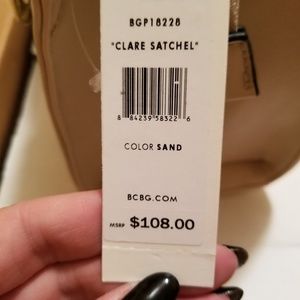 BGP18228
"CLARE SATCHEL"
8 84239 58322 6
COLOR SAND
BCBG.COM
MSRP $108.00